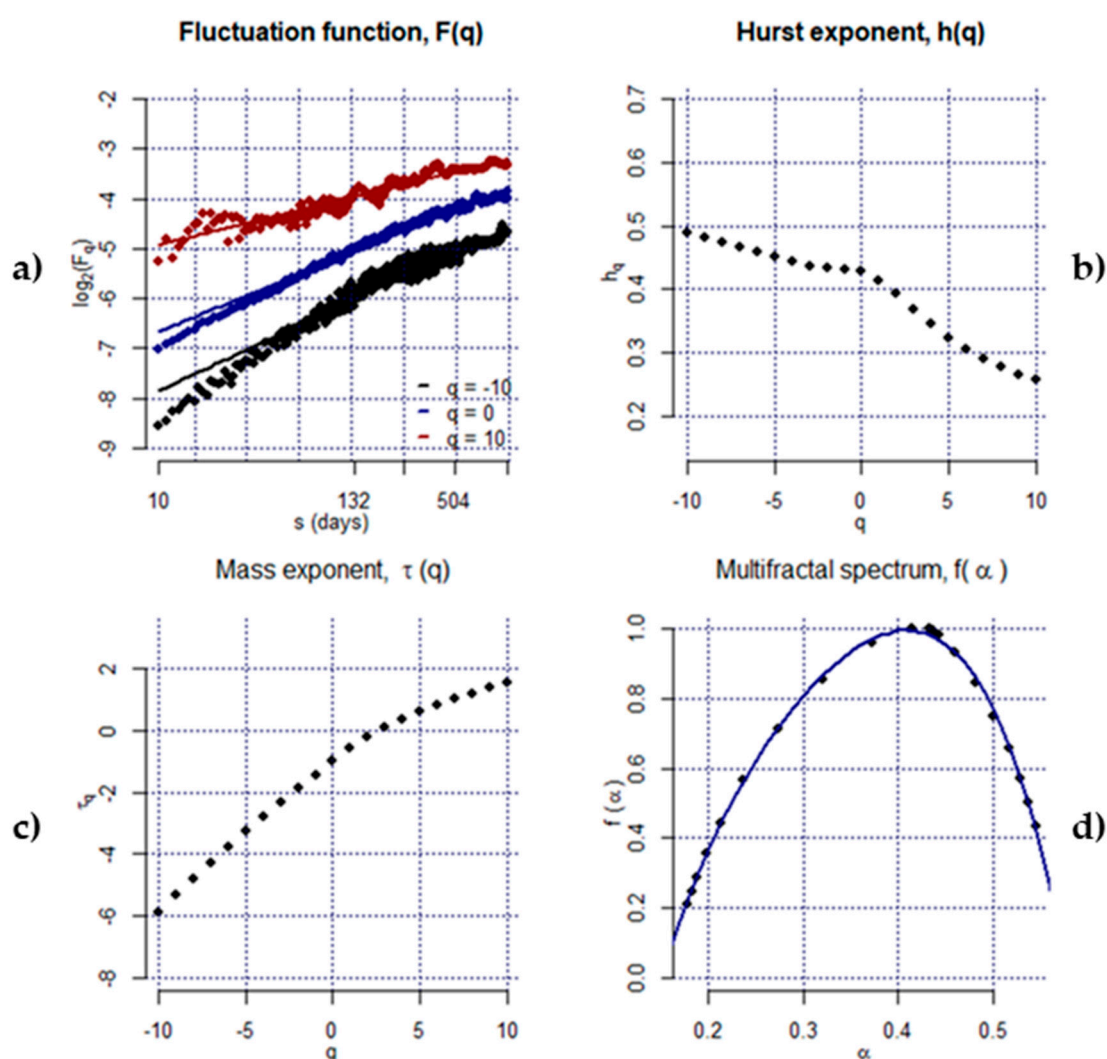 Fluctuation function, F(q)
a)
log₂(Fq)
-2
-3
-4
-5
-6
-7
-8
-9
q = -10
q = 0
q = 10
10 132 504
s (days)
Hurst exponent, h(q)
b)
hq
0.7
0.6
0.5
0.4
0.3
0.2
-10 -5 0 5 10
q
Mass exponent, τ (q)
c)
τq
2
0
-2
-4
-6
-8
-10 -5 0 5 10
q
Multifractal spectrum, f( α )
d)
f (α)
1.0
0.8
0.6
0.4
0.2
0.0
0.2 0.3 0.4 0.5
α